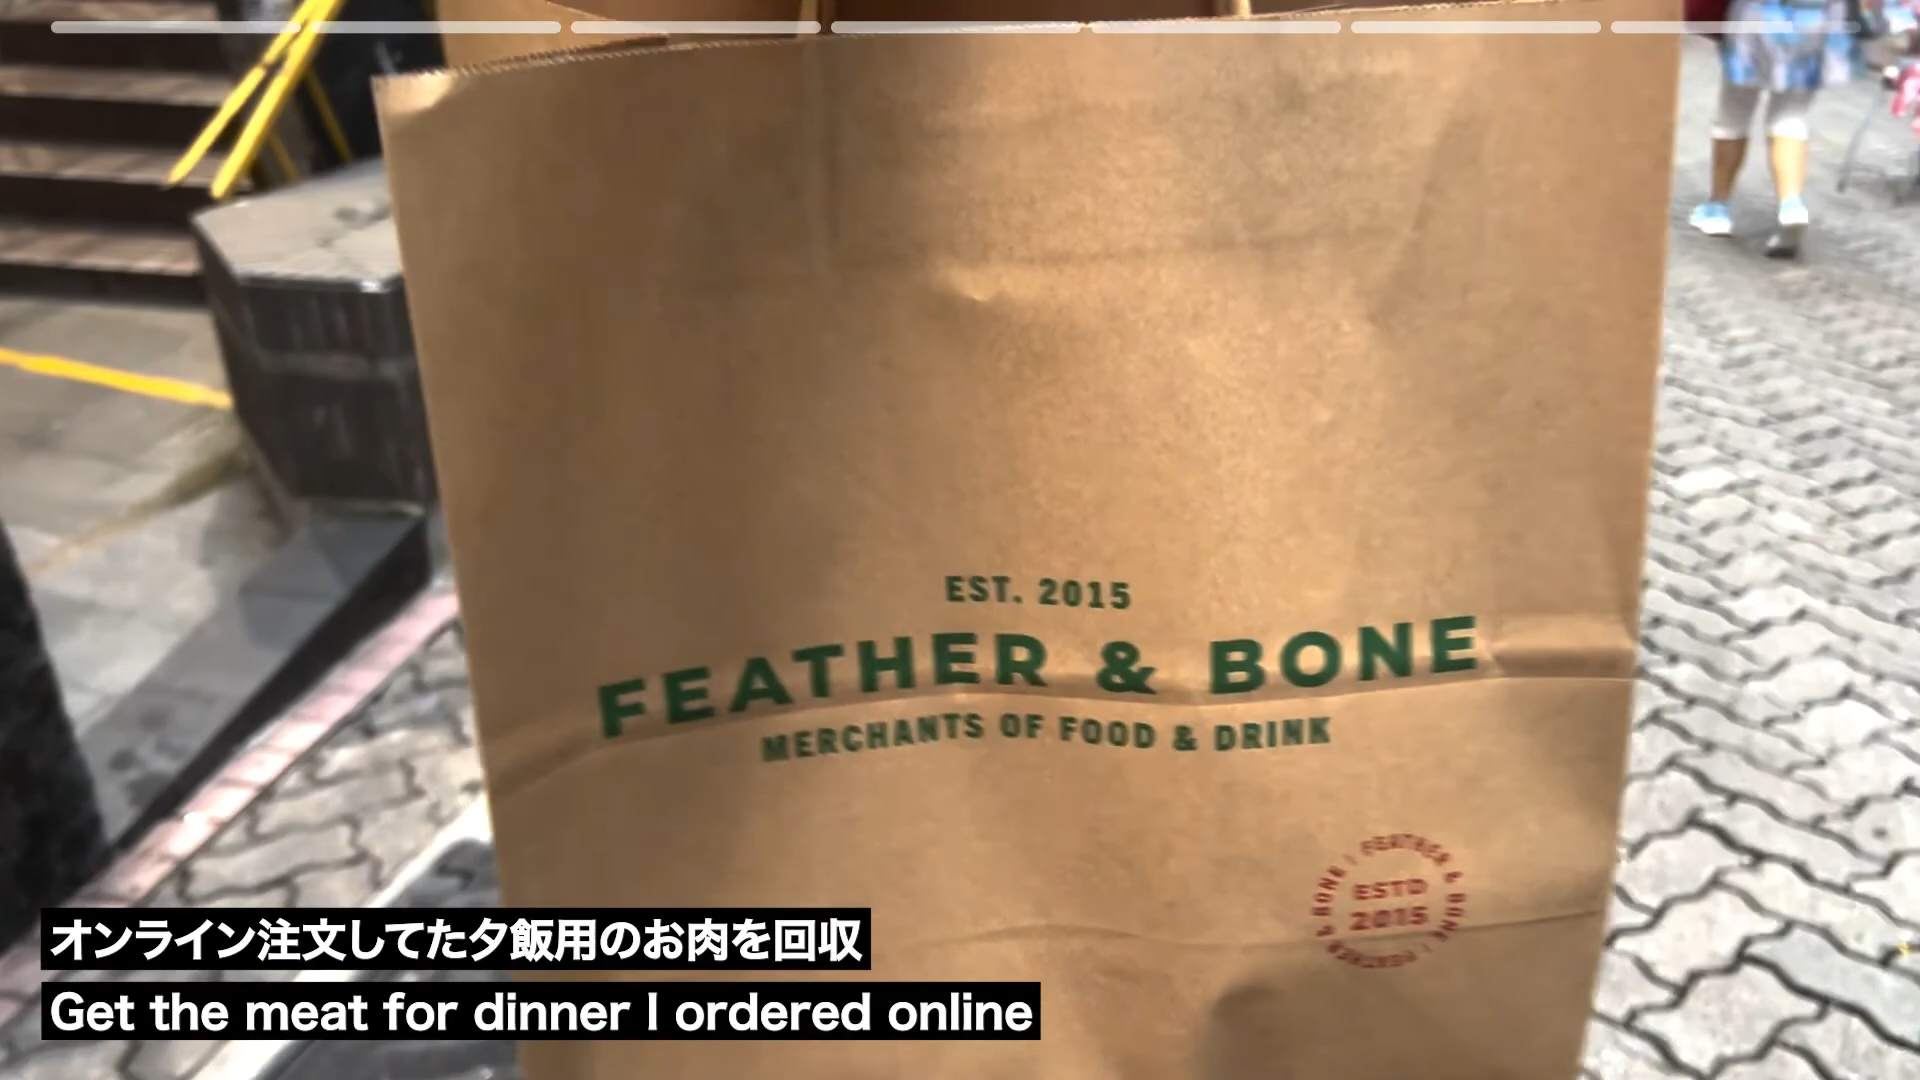 EST. 2015
FEATHER & BONE
MERCHANTS OF FOOD & DRINK
FEATHER & BONE | FEATHER & BONE |
ESTD
2015
オンライン注文してた夕飯用のお肉を回収
Get the meat for dinner I ordered online